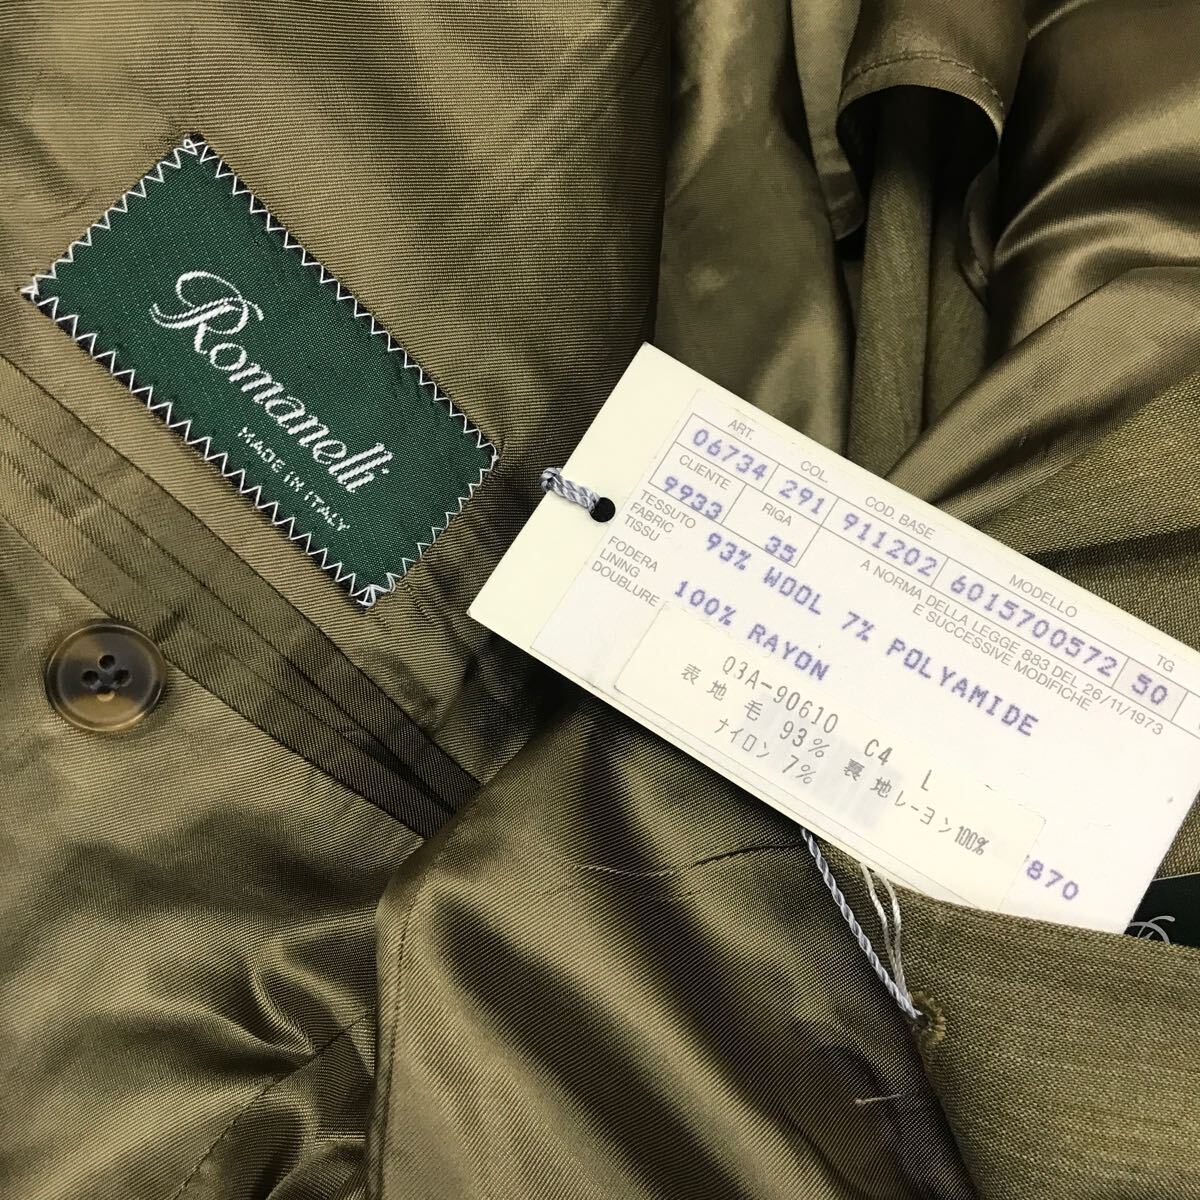 Romanelli
MADE IN ITALY
ART. COL. COD. BASE MODELLO TG
06734 291 911202 6015700572 50
CLIENTE RIGA A NORMA DELLA LEGGE 883 DEL 26/11/1973
9933 35 E SUCCESSIVE MODIFICHE
TESSUTO
FABRIC
TISSU
93% WOOL 7% POLYAMIDE
FODERA
LINING
DOUBLURE
100% RAYON
Q3A-90610 C4 L
表地 毛 93% 裏地レーヨン100%
ナイロン 7%
870